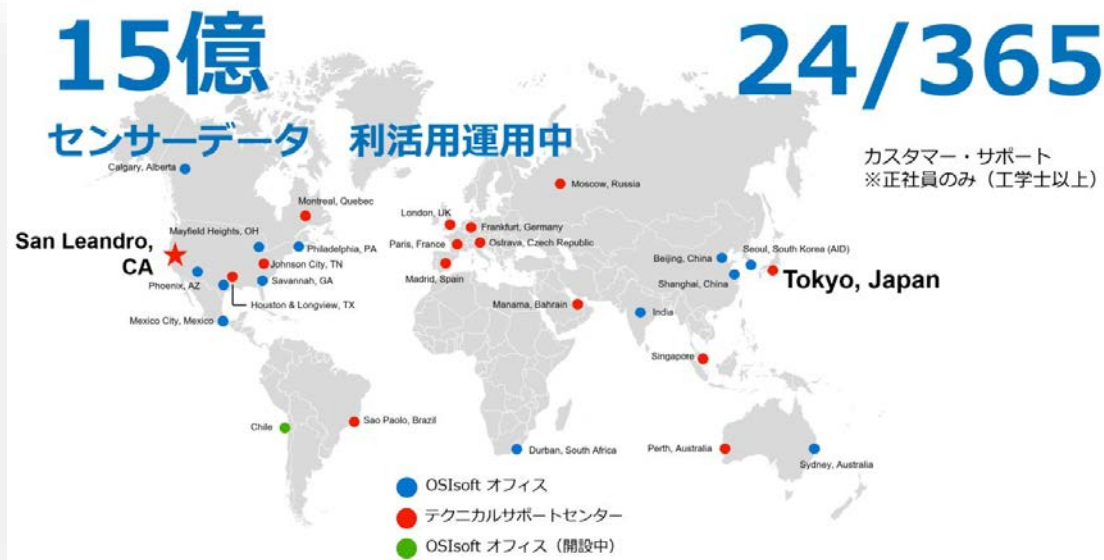 15億
24/365
センサーデータ 利活用運用中
カスタマー・サポート
※正社員のみ（工学士以上）
Calgary, Alberta
Moscow, Russia
Montreal, Quebec
London, UK
Frankfurt, Germany
Mayfield Heights, OH
Philadelphia, PA
Paris, France
Ostrava, Czech Republic
San Leandro,
CA
Johnson City, TN
Madrid, Spain
Beijing, China
Seoul, South Korea (AID)
Phoenix, AZ
Savannah, GA
Shanghai, China
Tokyo, Japan
Houston & Longview, TX
Manama, Bahrain
Mexico City, Mexico
India
Singapore
Chile
Sao Paolo, Brazil
Durban, South Africa
Perth, Australia
Sydney, Australia
OSIsoft オフィス
テクニカルサポートセンター
OSIsoft オフィス（開設中）